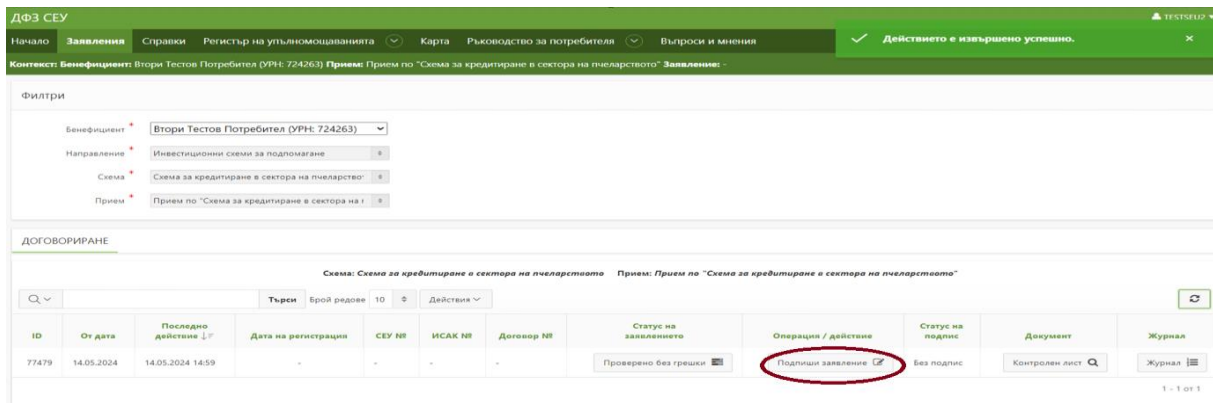 ДФЗ СЕУ
TESTSEU2
Начало Заявления Справки Регистър на упълномощаванията Карта Ръководство за потребителя Въпроси и мнения
Действието е извършено успешно. ×
Контекст: Бенефициент: Втори Тестов Потребител (УРН: 724263) Прием: Прием по "Схема за кредитиране в сектора на пчеларството" Заявление: -
Филтри
Бенефициент * Втори Тестов Потребител (УРН: 724263)
Направление * Инвестиционни схеми за подпомагане
Схема * Схема за кредитиране в сектора на пчеларство
Прием * Прием по "Схема за кредитиране в сектора на
ДОГОВОРИРАНЕ
Схема: Схема за кредитиране в сектора на пчеларството Прием: Прием по "Схема за кредитиране в сектора на пчеларството"
Търси Брой редове 10 Действия
ID От дата Последно действие Дата на регистрация СЕУ № ИСАК № Договор № Статус на заявлението Операция / действие Статус на подпис Документ Журнал
77479 14.05.2024 14.05.2024 14:59 - - - - Проверено без грешки Подпиши заявление Без подпис Контролен лист Журнал
1 - 1 от 1